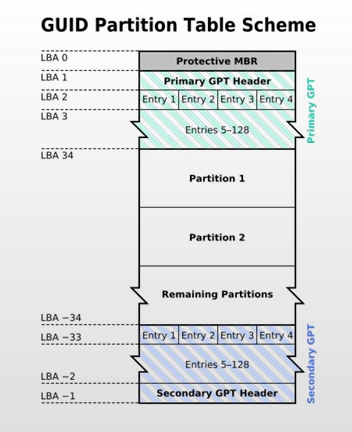 GUID Partition Table Scheme
LBA 0
Protective MBR
LBA 1
Primary GPT Header
LBA 2
Entry 1 Entry 2 Entry 3 Entry 4
LBA 3
Entries 5–128
Primary GPT
LBA 34
Partition 1
Partition 2
Remaining Partitions
LBA −34
LBA −33
Entry 1 Entry 2 Entry 3 Entry 4
Entries 5–128
LBA −2
Secondary GPT Header
LBA −1
Secondary GPT